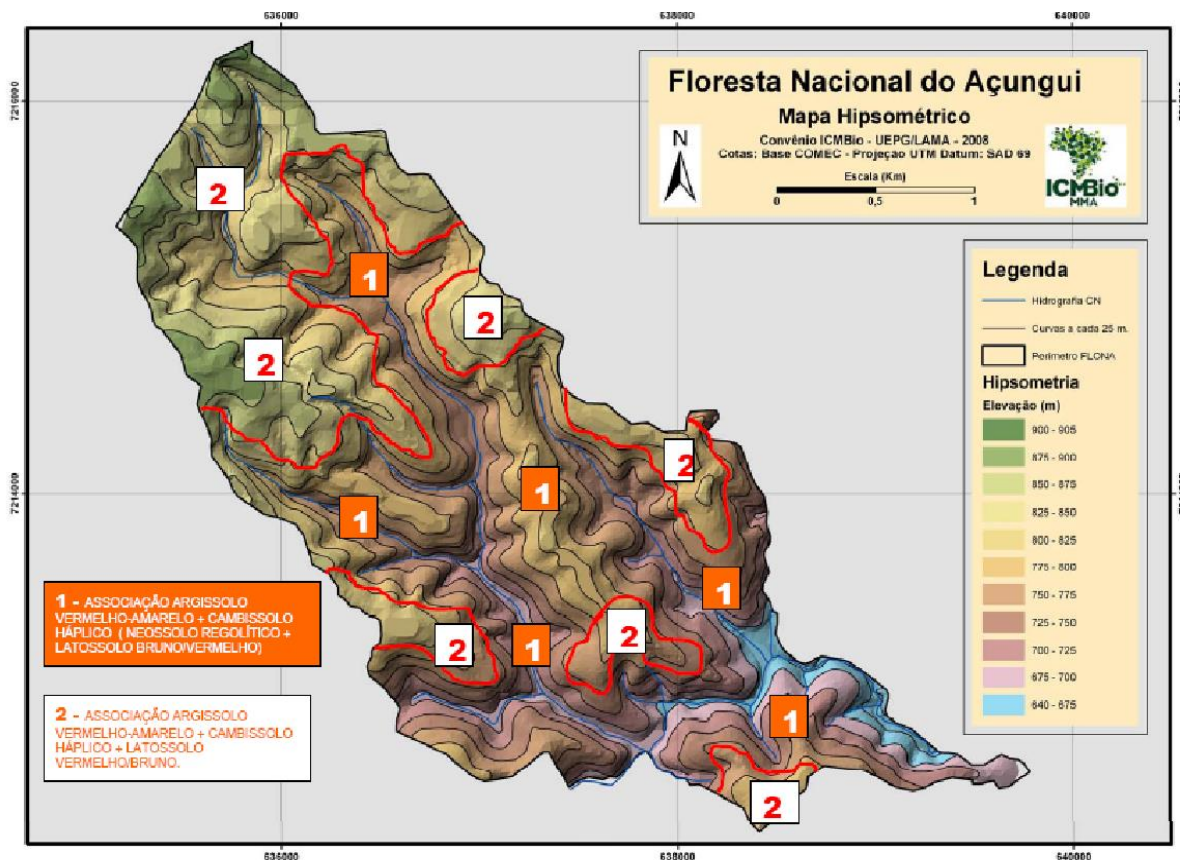 636000 638000 640000
Floresta Nacional do Açungui
Mapa Hipsométrico
Convênio ICMBio - UEPG/LAMA - 2008
Cotas: Base COMEC - Projeçao UTM Datum: SAD 69
N
Escala (Km)
0 0,5 1
ICMBio
MMA
7216000
2
1
2
2
2
1
1
1
2
1
2
1
2
7214000
7214000
Legenda
Hidrografia CN
Curvas a cada 25 m.
Perímetro FLONA
Hipsometria
Elevação (m)
900 - 905
875 - 900
850 - 875
825 - 850
800 - 825
775 - 800
750 - 775
725 - 750
700 - 725
675 - 700
640 - 675
1 - ASSOCIAÇÃO ARGISSOLO
VERMELHO-AMARELO + CAMBISSOLO
HÁPLICO ( NEOSSOLO REGOLÍTICO +
LATOSSOLO BRUNO/VERMELHO)
2 - ASSOCIAÇÃO ARGISSOLO
VERMELHO-AMARELO + CAMBISSOLO
HÁPLICO + LATOSSOLO
VERMELHO/BRUNO.
636000 638000 640000